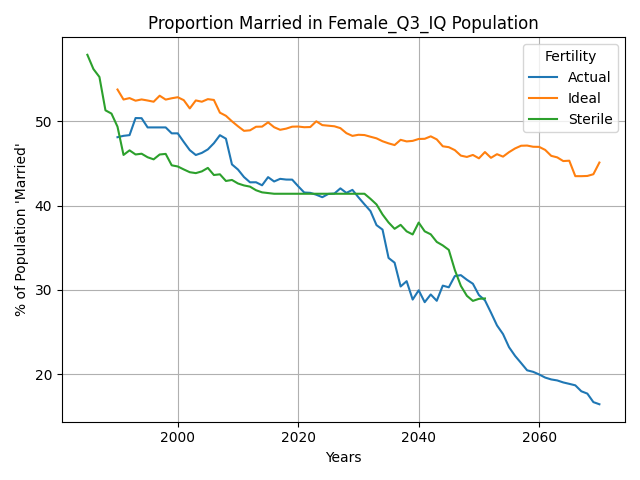 Proportion Married in Female_Q3_IQ Population
% of Population 'Married'
50
40
30
20
2000
2020
2040
2060
Years
Fertility
Actual
Ideal
Sterile